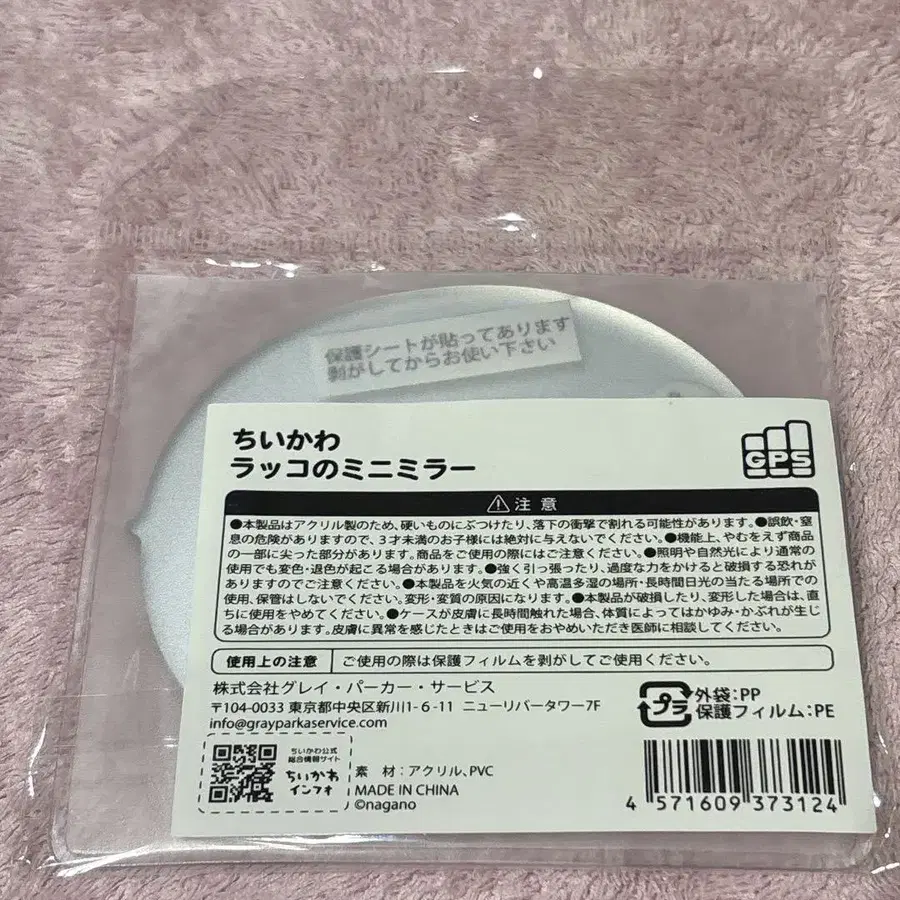 保護シートが貼ってあります
剝がしてからお使い下さい
ちいかわ
ラッコのミニミラー
GPS
注意
●本製品はアクリル製のため、硬いものにぶつけたり、落下の衝撃で割れる可能性があります。●誤飲・窒
息の危険がありますので、3才未満のお子様には絶対に与えないでください。●機能上、やむをえず商品
の一部に尖った部分があります。商品をご使用の際にはご注意ください。●照明や自然光により通常の
使用でも変色・退色が起こる場合があります。●強く引っ張ったり、過度な力をかけると破損する恐れが
ありますのでご注意ください。●本製品を火気の近くや高温多湿の場所・長時間日光の当たる場所での
使用、保管はしないでください。変形・変質の原因になります。●本製品が破損したり、変形した場合は、直
ちに使用をやめてください。●ケースが皮膚に長時間触れた場合、体質によってはかゆみ・かぶれが生じ
る場合があります。皮膚に異常を感じたときはご使用をおやめいただき医師に相談してください。
使用上の注意 ご使用の際は保護フィルムを剥がしてご使用ください。
株式会社グレイ・パーカー・サービス
〒104-0033 東京都中央区新川1-6-11 ニューリバータワー7F
info@grayparkaservice.com
プラ
外袋:PP
保護フィルム:PE
ちいかわ公式
総合情報サイト
ちいかわ
インフォ
素 材:アクリル、PVC
MADE IN CHINA
©nagano
4 571609 373124